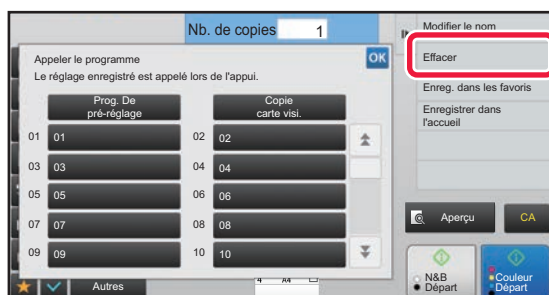 Nb. de copies 1
Modifier le nom
Appeler le programme
OK
Effacer
Le réglage enregistré est appelé lors de l'appui.
Enreg. dans les favoris
Prog. De
pré-réglage
Copie
carte visi.
Enregistrer dans
l'accueil
01 01
02 02
03 03
04 04
05 05
06 06
07 07
08 08
Aperçu
CA
09 09
10 10
Autres
4 A4
N&B
Départ
Couleur
Départ